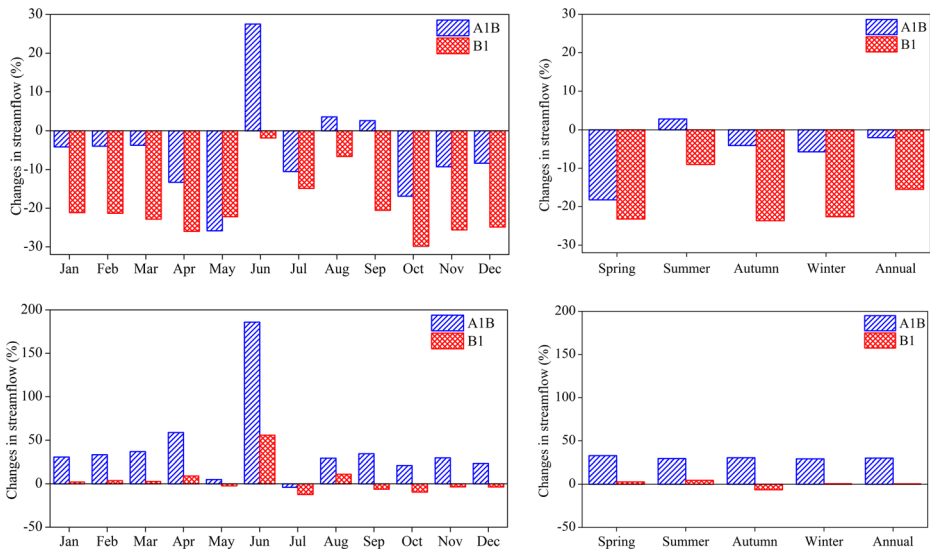 Changes in streamflow (%)
30
20
10
0
-10
-20
-30
A1B
B1
Jan Feb Mar Apr May Jun Jul Aug Sep Oct Nov Dec
Changes in streamflow (%)
30
20
10
0
-10
-20
-30
A1B
B1
Spring Summer Autumn Winter Annual
Changes in streamflow (%)
200
150
100
50
0
-50
A1B
B1
Jan Feb Mar Apr May Jun Jul Aug Sep Oct Nov Dec
Changes in streamflow (%)
200
150
100
50
0
-50
A1B
B1
Spring Summer Autumn Winter Annual